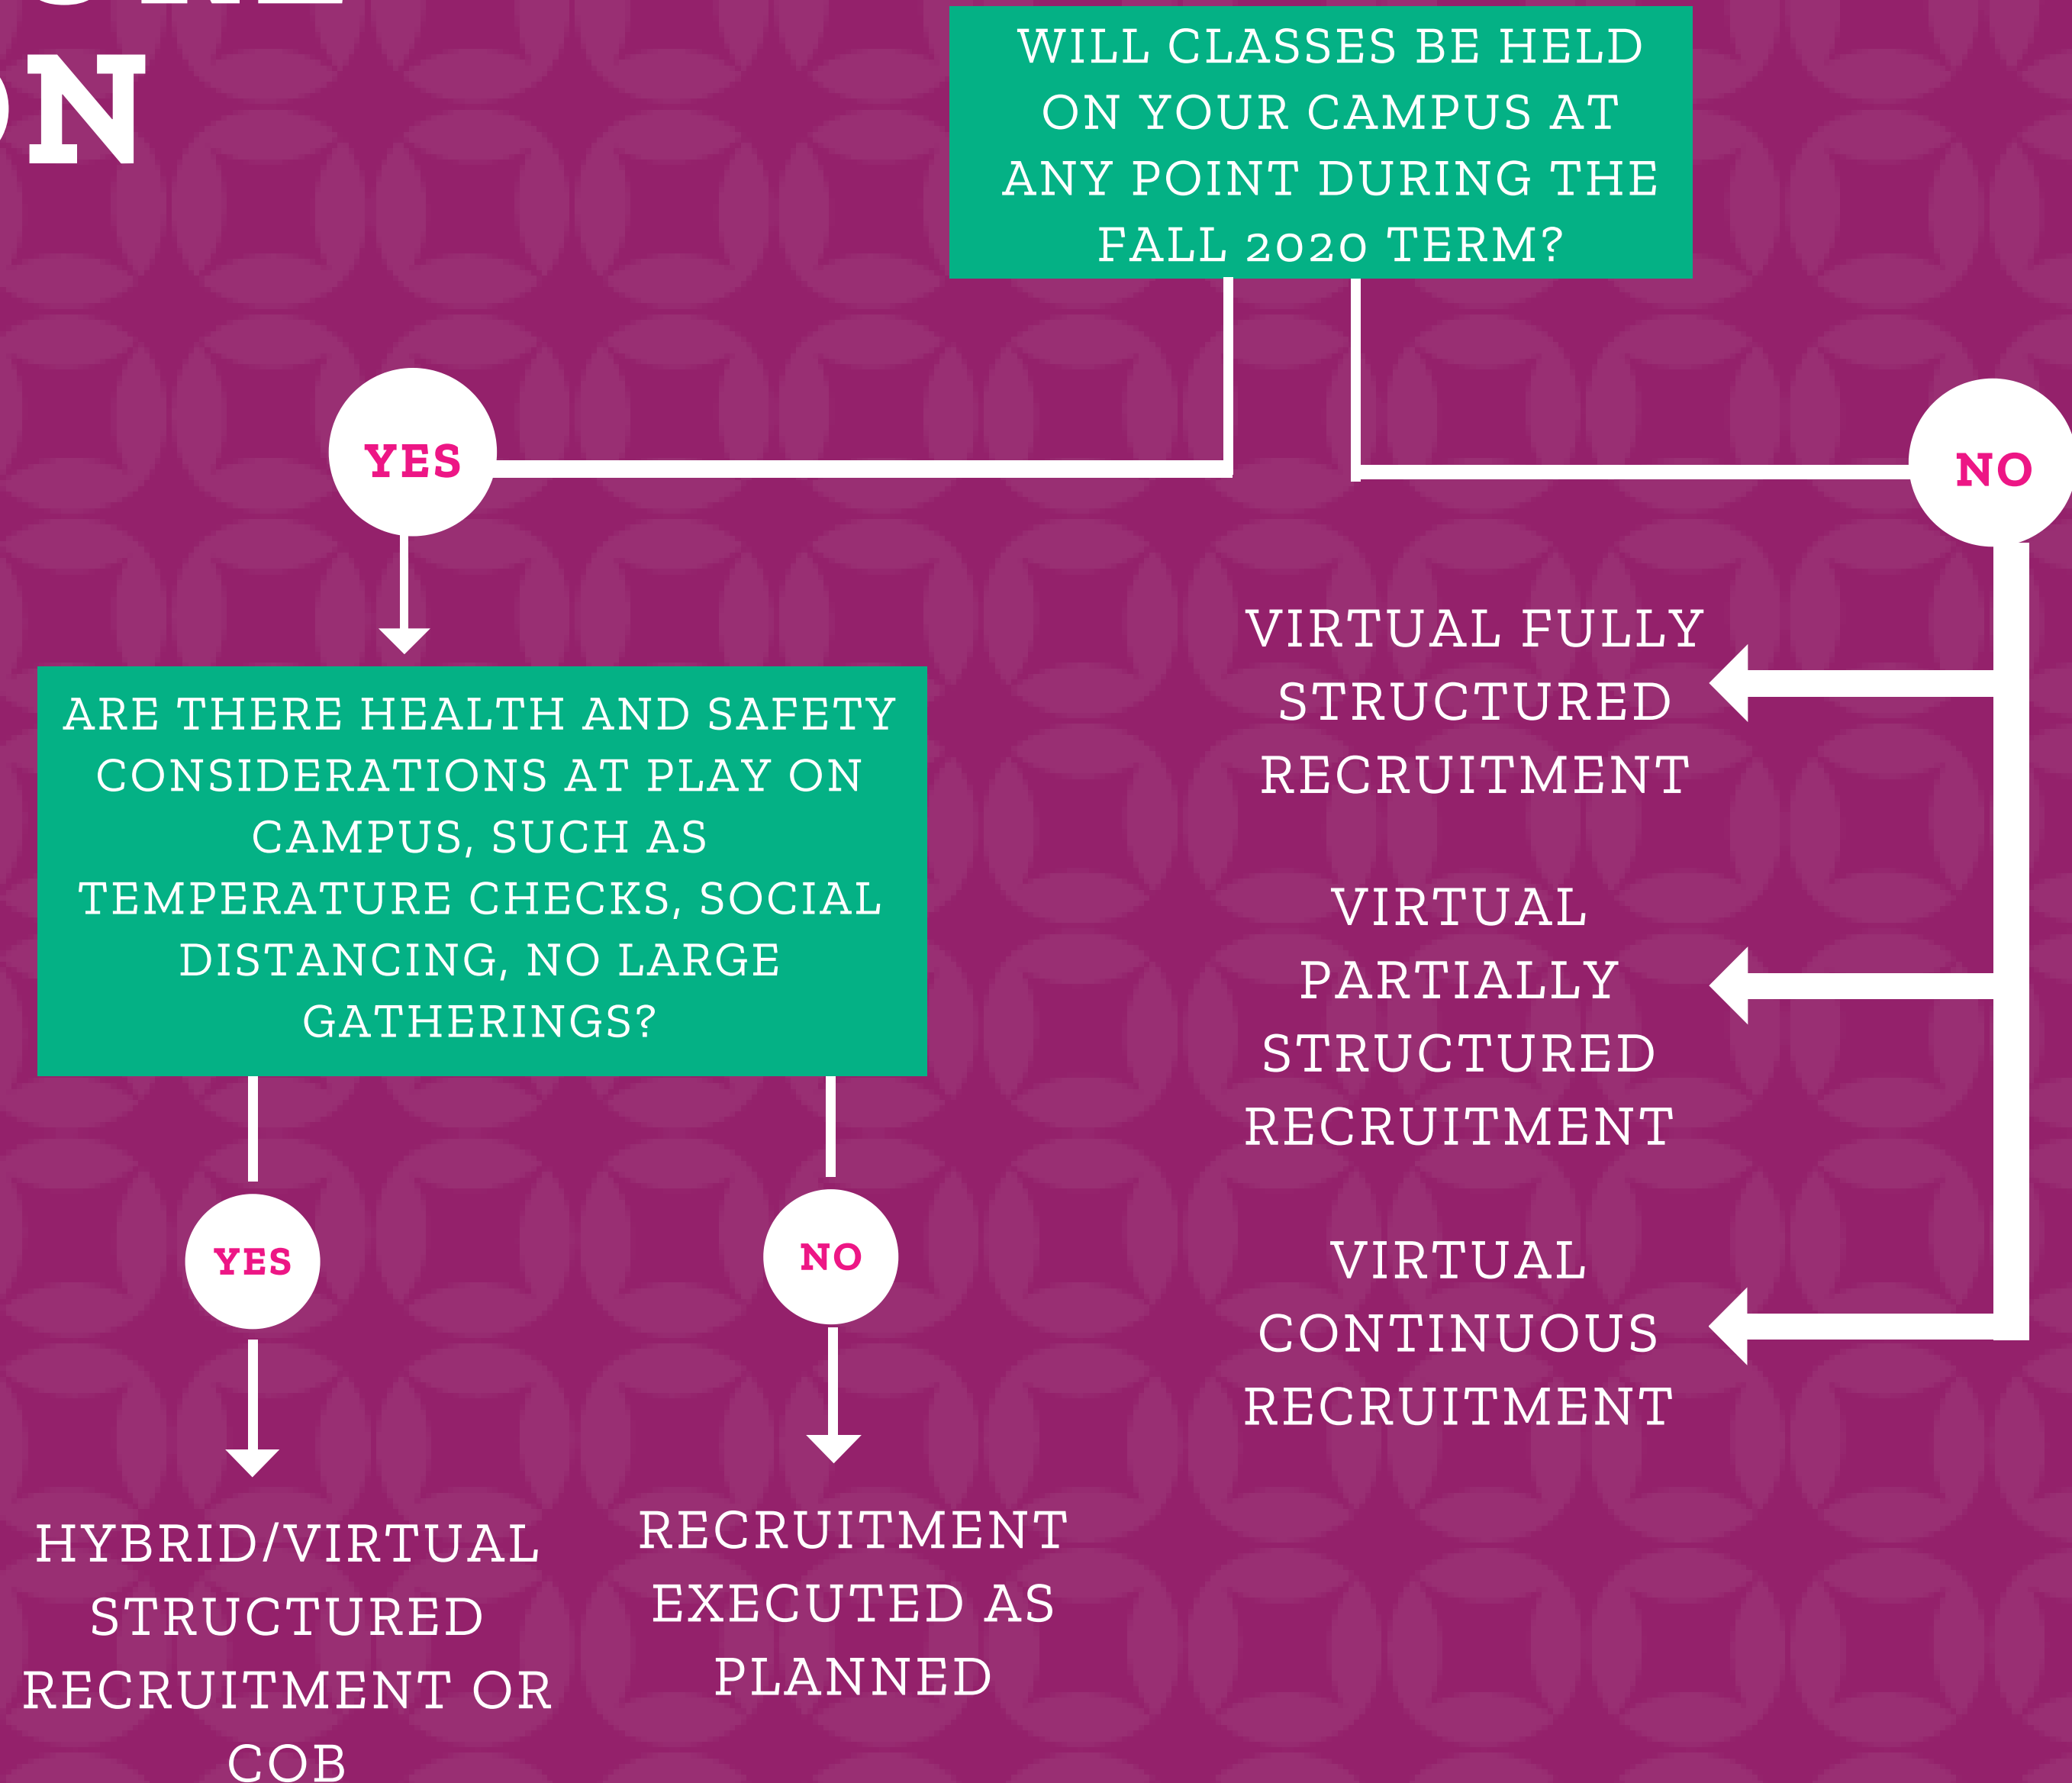 ON
WILL CLASSES BE HELD
ON YOUR CAMPUS AT
ANY POINT DURING THE
FALL 2020 TERM?
YES
NO
ARE THERE HEALTH AND SAFETY
CONSIDERATIONS AT PLAY ON
CAMPUS, SUCH AS
TEMPERATURE CHECKS, SOCIAL
DISTANCING, NO LARGE
GATHERINGS?
VIRTUAL FULLY
STRUCTURED
RECRUITMENT
VIRTUAL
PARTIALLY
STRUCTURED
RECRUITMENT
VIRTUAL
CONTINUOUS
RECRUITMENT
YES
NO
HYBRID/VIRTUAL
STRUCTURED
RECRUITMENT OR
COB
RECRUITMENT
EXECUTED AS
PLANNED